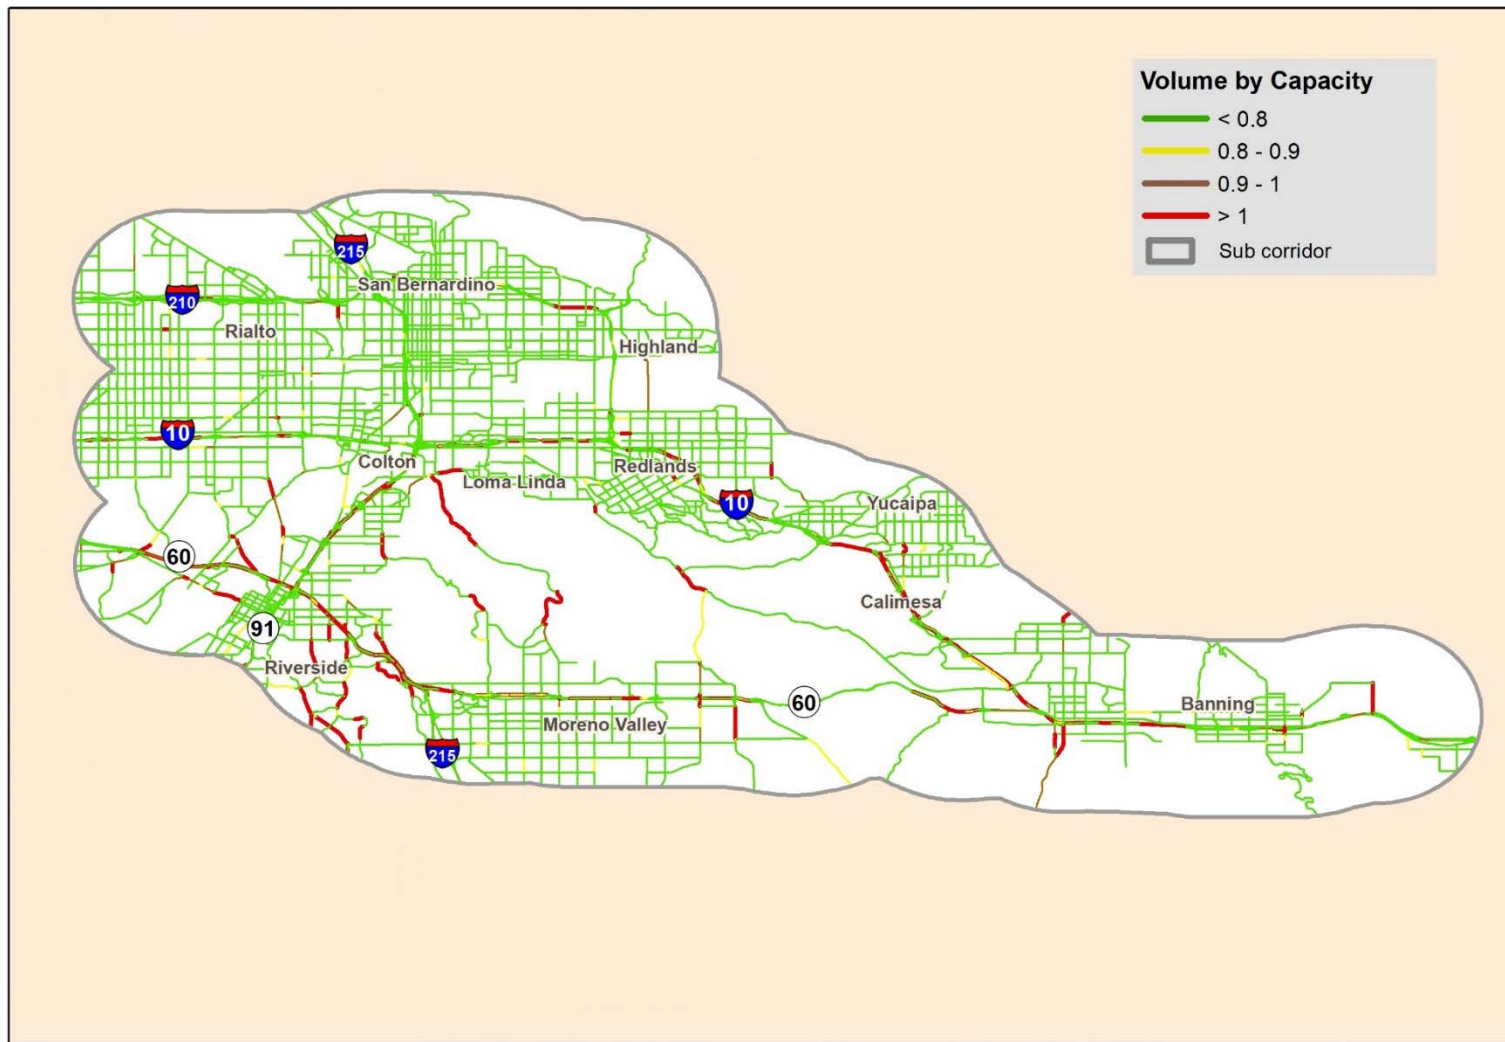 Volume by Capacity
< 0.8
0.8 - 0.9
0.9 - 1
> 1
Sub corridor
215
San Bernardino
210
Rialto
Highland
10
Colton
Redlands
Loma Linda
10
Yucaipa
60
Calimesa
91
Riverside
60
Banning
Moreno Valley
215